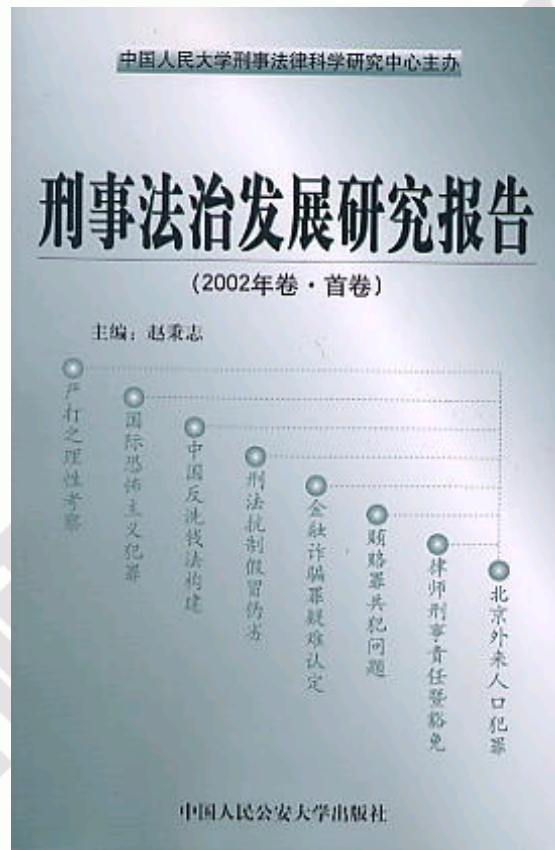 中国人民大学刑事法律科学研究中心主办
刑事法治发展研究报告
(2002年卷·首卷)
主编：赵秉志
严打之理性考察
国际恐怖主义犯罪
中国反洗钱法构建
刑法抗制假冒伪劣
金融诈骗罪疑难认定
贿赂罪共犯问题
律师刑事责任暨豁免
北京外来人口犯罪
中国人民公安大学出版社